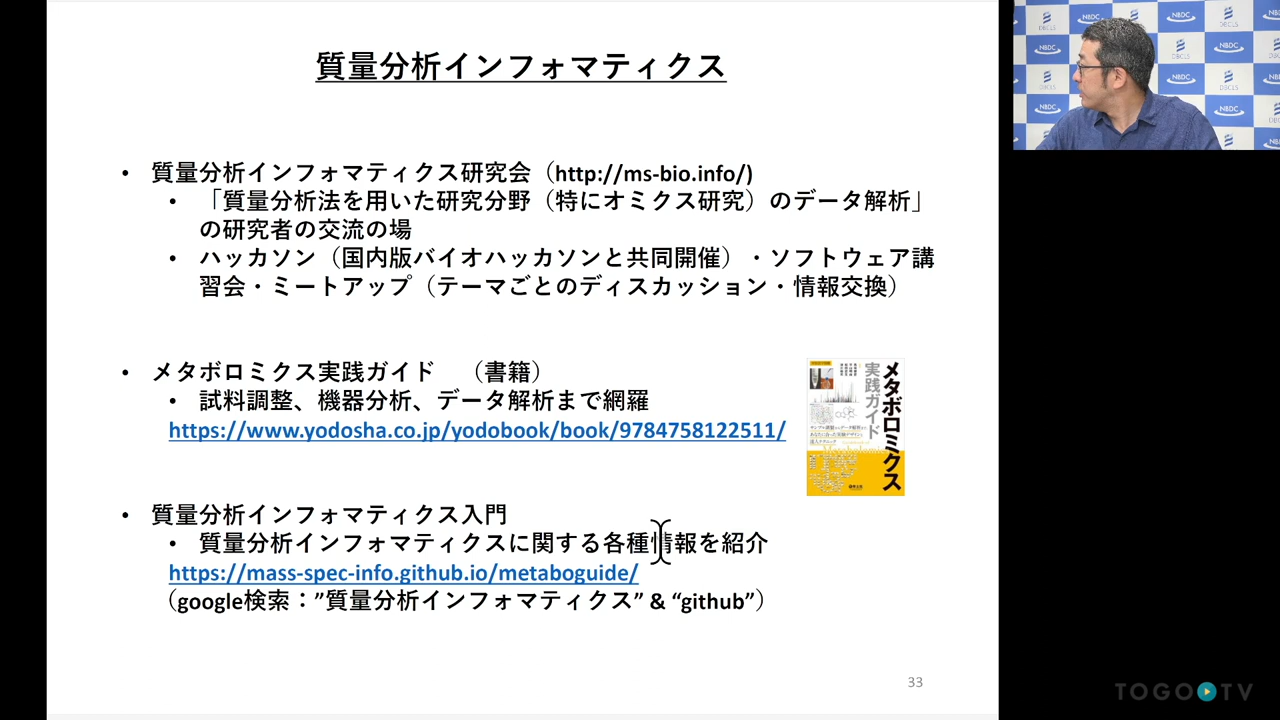 質量分析インフォマティクス
• 質量分析インフォマティクス研究会（http://ms-bio.info/)
• 「質量分析法を用いた研究分野（特にオミクス研究）のデータ解析」
の研究者の交流の場
• ハッカソン（国内版バイオハッカソンと共同開催）・ソフトウェア講
習会・ミートアップ（テーマごとのディスカッション・情報交換）
• メタボロミクス実践ガイド　（書籍）
• 試料調整、機器分析、データ解析まで網羅
https://www.yodosha.co.jp/yodobook/book/9784758122511/
メタボロミクス
実践ガイド
• 質量分析インフォマティクス入門
• 質量分析インフォマティクスに関する各種情報を紹介
https://mass-spec-info.github.io/metaboguide/
（google検索：”質量分析インフォマティクス” & “github”）
33
NBDC
DBCLS
TOGO TV